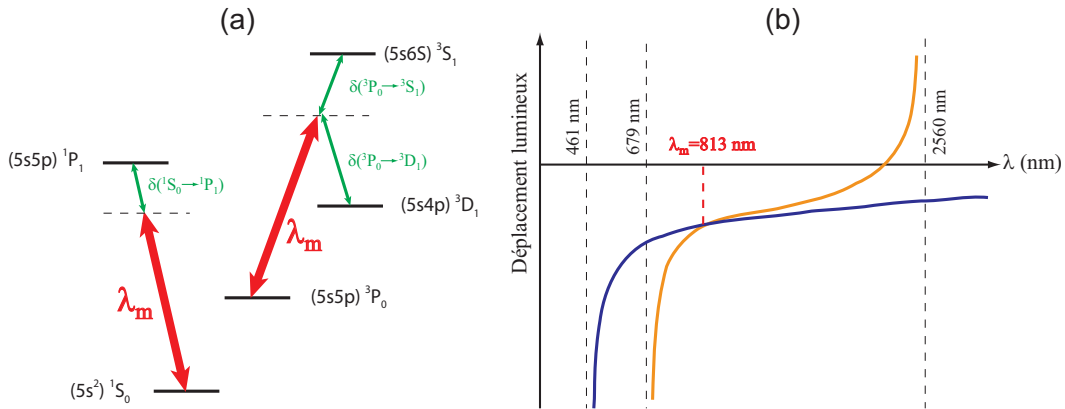 (a)
(5s6S) ³S₁
δ(³P₀→³S₁)
(5s5p) ¹P₁
δ(¹S₀→¹P₁)
δ(³P₀→³D₁)
(5s4p) ³D₁
λm
λm
(5s5p) ³P₀
(5s²) ¹S₀
(b)
Déplacement lumineux
461 nm
679 nm
λm=813 nm
2560 nm
λ (nm)